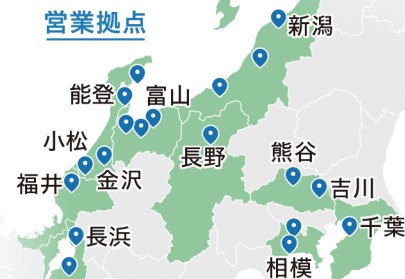 営業拠点
新潟
能登
富山
小松
長野
熊谷
金沢
福井
吉川
千葉
長浜
相模